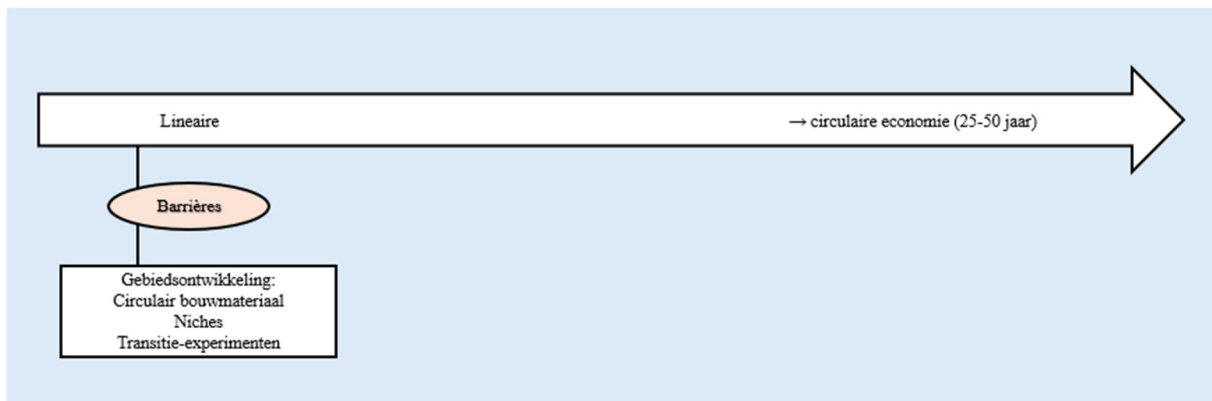 Lineaire → circulaire economie (25-50 jaar)
Barrières
Gebiedsontwikkeling:
Circulair bouwmateriaal
Niches
Transitie-experimenten